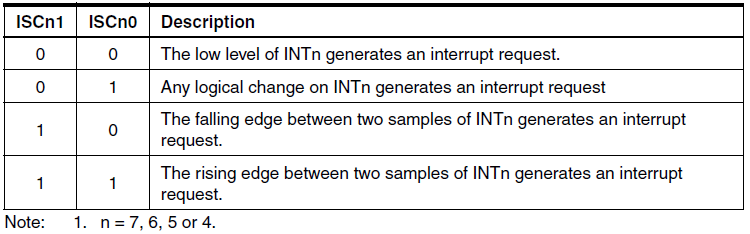 ISCn1 ISCn0 Description
0 0 The low level of INTn generates an interrupt request.
0 1 Any logical change on INTn generates an interrupt request
1 0 The falling edge between two samples of INTn generates an interrupt
request.
1 1 The rising edge between two samples of INTn generates an interrupt
request.
Note: 1. n = 7, 6, 5 or 4.